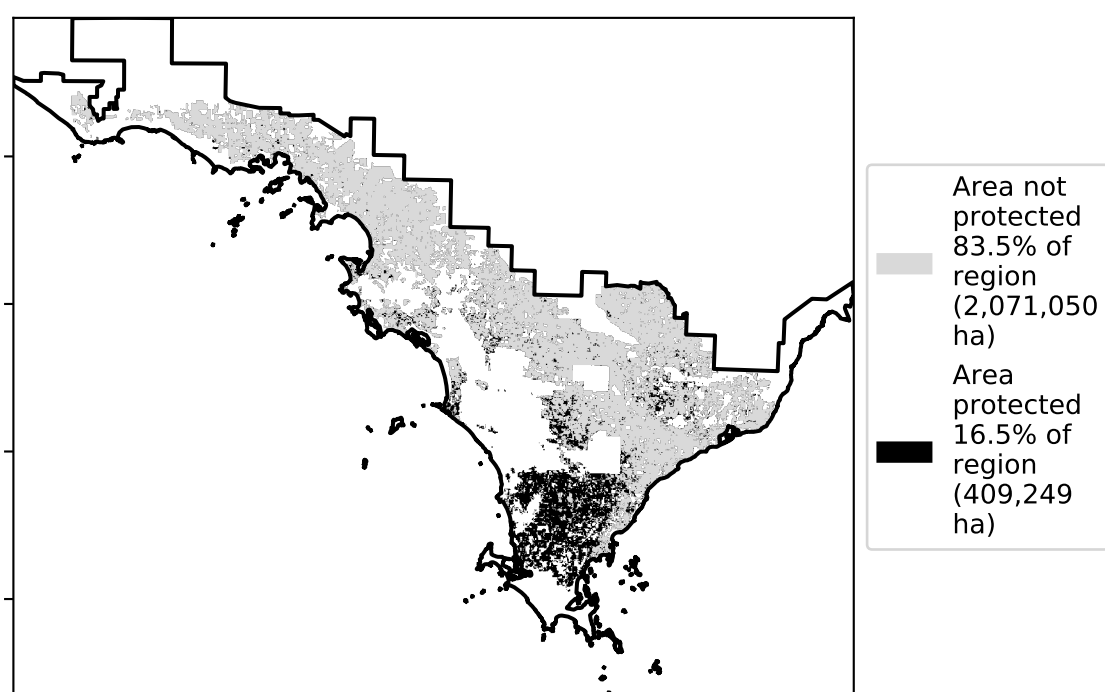 Area not
protected
83.5% of
region
(2,071,050
ha)
Area
protected
16.5% of
region
(409,249
ha)